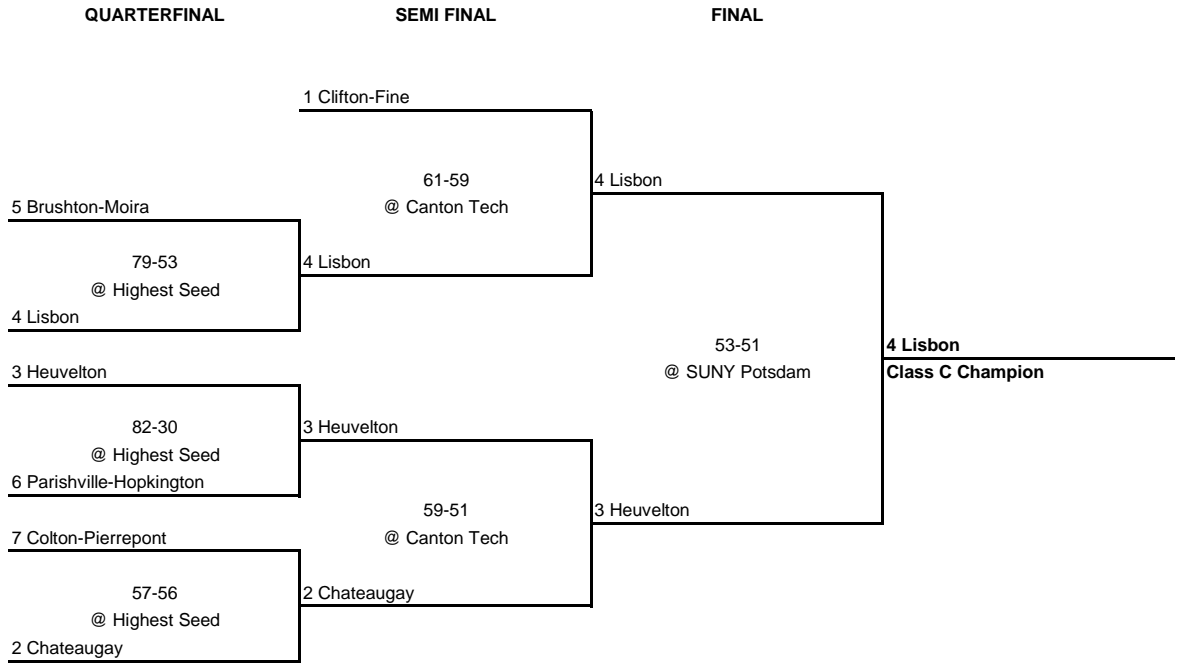 QUARTERFINAL SEMI FINAL FINAL
1 Clifton-Fine
61-59 4 Lisbon
5 Brushton-Moira @ Canton Tech
79-53 4 Lisbon
@ Highest Seed
4 Lisbon
53-51 4 Lisbon
3 Heuvelton @ SUNY Potsdam Class C Champion
82-30 3 Heuvelton
@ Highest Seed
6 Parishville-Hopkington
59-51 3 Heuvelton
7 Colton-Pierrepont @ Canton Tech
57-56 2 Chateaugay
@ Highest Seed
2 Chateaugay